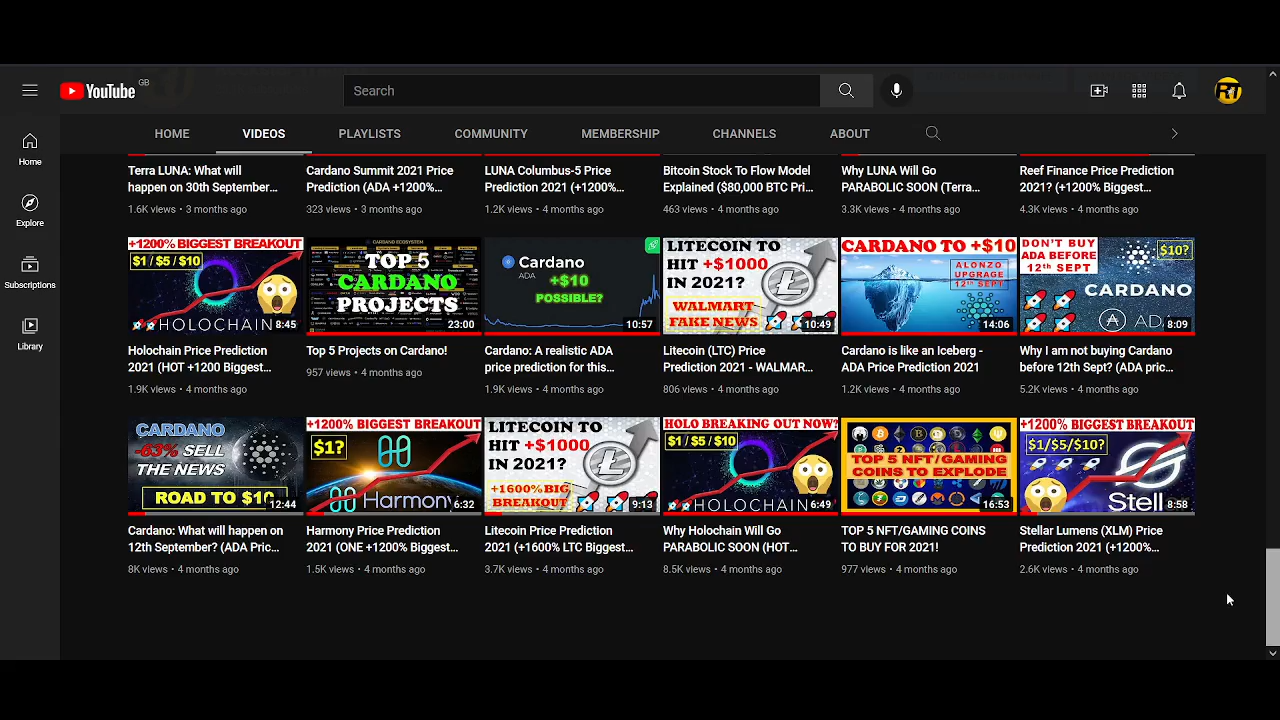 YouTube GB
Search
RT
HOME VIDEOS PLAYLISTS COMMUNITY MEMBERSHIP CHANNELS ABOUT
Home
Explore
Subscriptions
Library
Terra LUNA: What will
happen on 30th September...
1.6K views • 3 months ago
Cardano Summit 2021 Price
Prediction (ADA +1200%...
323 views • 3 months ago
LUNA Columbus-5 Price
Prediction 2021 (+1200%...
1.2K views • 4 months ago
Bitcoin Stock To Flow Model
Explained ($80,000 BTC Pri...
463 views • 4 months ago
Why LUNA Will Go
PARABOLIC SOON (Terra...
3.3K views • 4 months ago
Reef Finance Price Prediction
2021? (+1200% Biggest...
4.3K views • 4 months ago
+1200% BIGGEST BREAKOUT
$1 / $5 / $10
HOLOCHAIN
8:45
Holochain Price Prediction
2021 (HOT +1200 Biggest...
1.9K views • 4 months ago
CARDANO ECOSYSTEM
TOP 5
CARDANO
PROJECTS
23:00
Top 5 Projects on Cardano!
957 views • 4 months ago
Cardano
ADA
+$10
POSSIBLE?
10:57
Cardano: A realistic ADA
price prediction for this...
1.9K views • 4 months ago
LITECOIN TO
HIT +$1000
IN 2021?
WALMART
FAKE NEWS
10:49
Litecoin (LTC) Price
Prediction 2021 - WALMAR...
806 views • 4 months ago
CARDANO TO +$10
ALONZO
UPGRADE
12TH SEPT
14:06
Cardano is like an Iceberg -
ADA Price Prediction 2021
1.2K views • 4 months ago
DON'T BUY
ADA BEFORE
12th SEPT
$10?
CARDANO
ADA
8:09
Why I am not buying Cardano
before 12th Sept? (ADA pric...
5.2K views • 4 months ago
CARDANO
-63% SELL
THE NEWS
ROAD TO $10
12:44
Cardano: What will happen on
12th September? (ADA Pric...
8K views • 4 months ago
+1200% BIGGEST BREAKOUT
$1?
Harmony
6:32
Harmony Price Prediction
2021 (ONE +1200% Biggest...
1.5K views • 4 months ago
LITECOIN TO
HIT +$1000
IN 2021?
+1600%BIG
BREAKOUT
9:13
Litecoin Price Prediction
2021 (+1600% LTC Biggest...
3.7K views • 4 months ago
HOLO BREAKING OUT NOW?
$1 / $5 / $10
HOLOCHAIN
6:49
Why Holochain Will Go
PARABOLIC SOON (HOT...
8.5K views • 4 months ago
TOP 5 NFT/GAMING
COINS TO EXPLODE
16:53
TOP 5 NFT/GAMING COINS
TO BUY FOR 2021!
977 views • 4 months ago
+1200% BIGGEST BREAKOUT
$1/$5/$10?
Stell
8:58
Stellar Lumens (XLM) Price
Prediction 2021 (+1200%...
2.6K views • 4 months ago